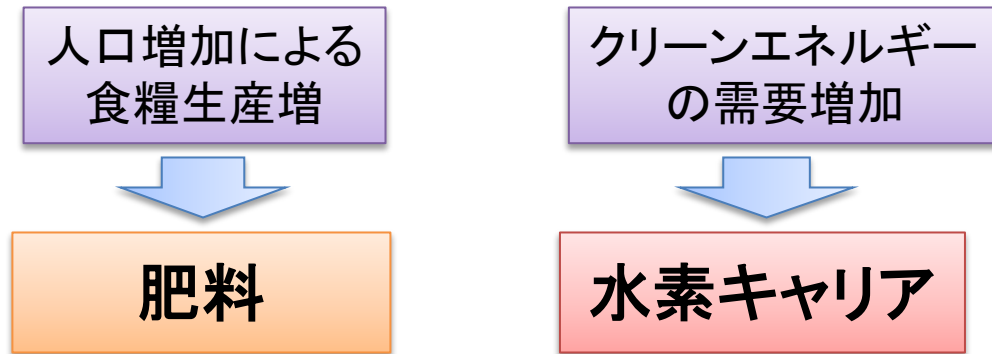 人口増加による
食糧生産増
肥料
クリーンエネルギー
の需要増加
水素キャリア